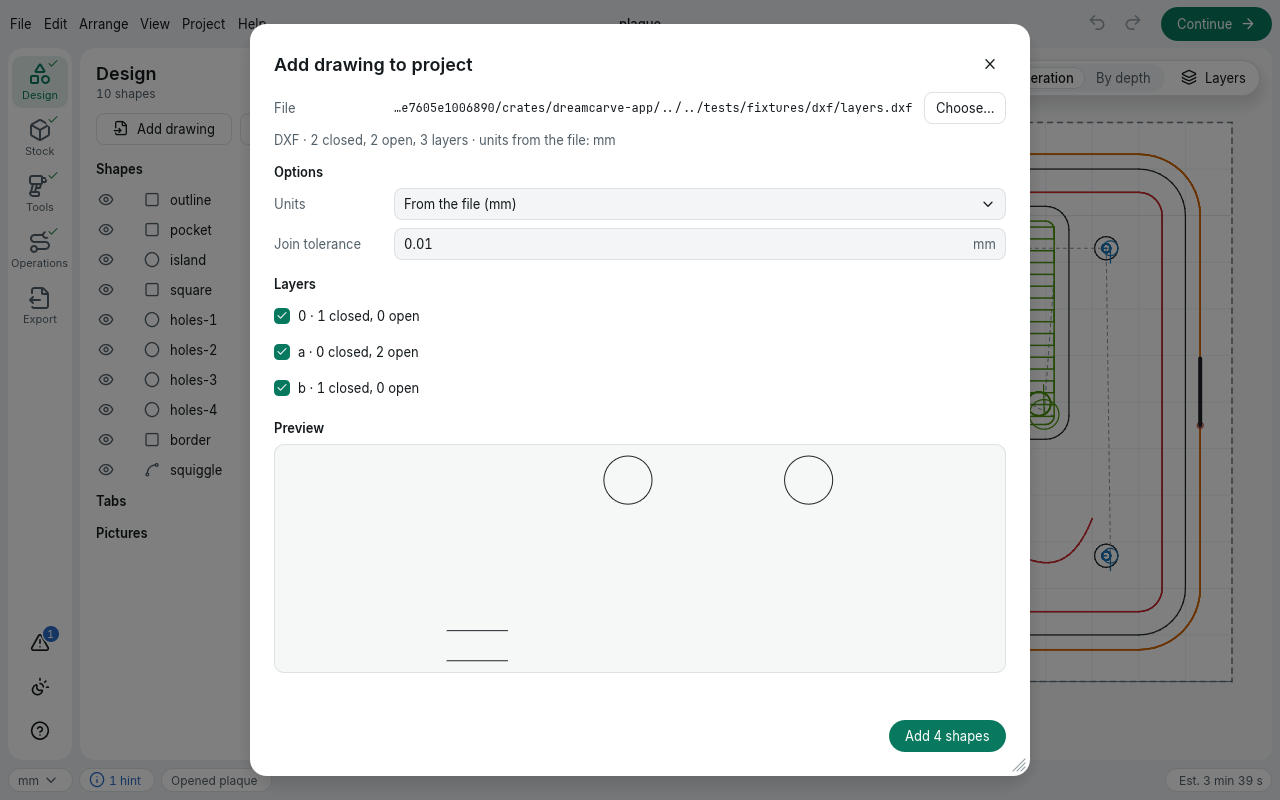 File Edit Arrange View Project Help
plaque
Continue
Add drawing to project
Design
10 shapes
Add drawing
Shapes
outline
pocket
island
square
holes-1
holes-2
holes-3
holes-4
border
squiggle
Tabs
Pictures
Design
Stock
Tools
Operations
Export
1
File
…e7605e1006890/crates/dreamcarve-app/../../tests/fixtures/dxf/layers.dxf
Choose...
DXF · 2 closed, 2 open, 3 layers · units from the file: mm
Options
Units
From the file (mm)
Join tolerance
0.01
mm
Layers
0 · 1 closed, 0 open
a · 0 closed, 2 open
b · 1 closed, 0 open
Preview
Add 4 shapes
By depth
Layers
mm
1 hint
Opened plaque
Est. 3 min 39 s